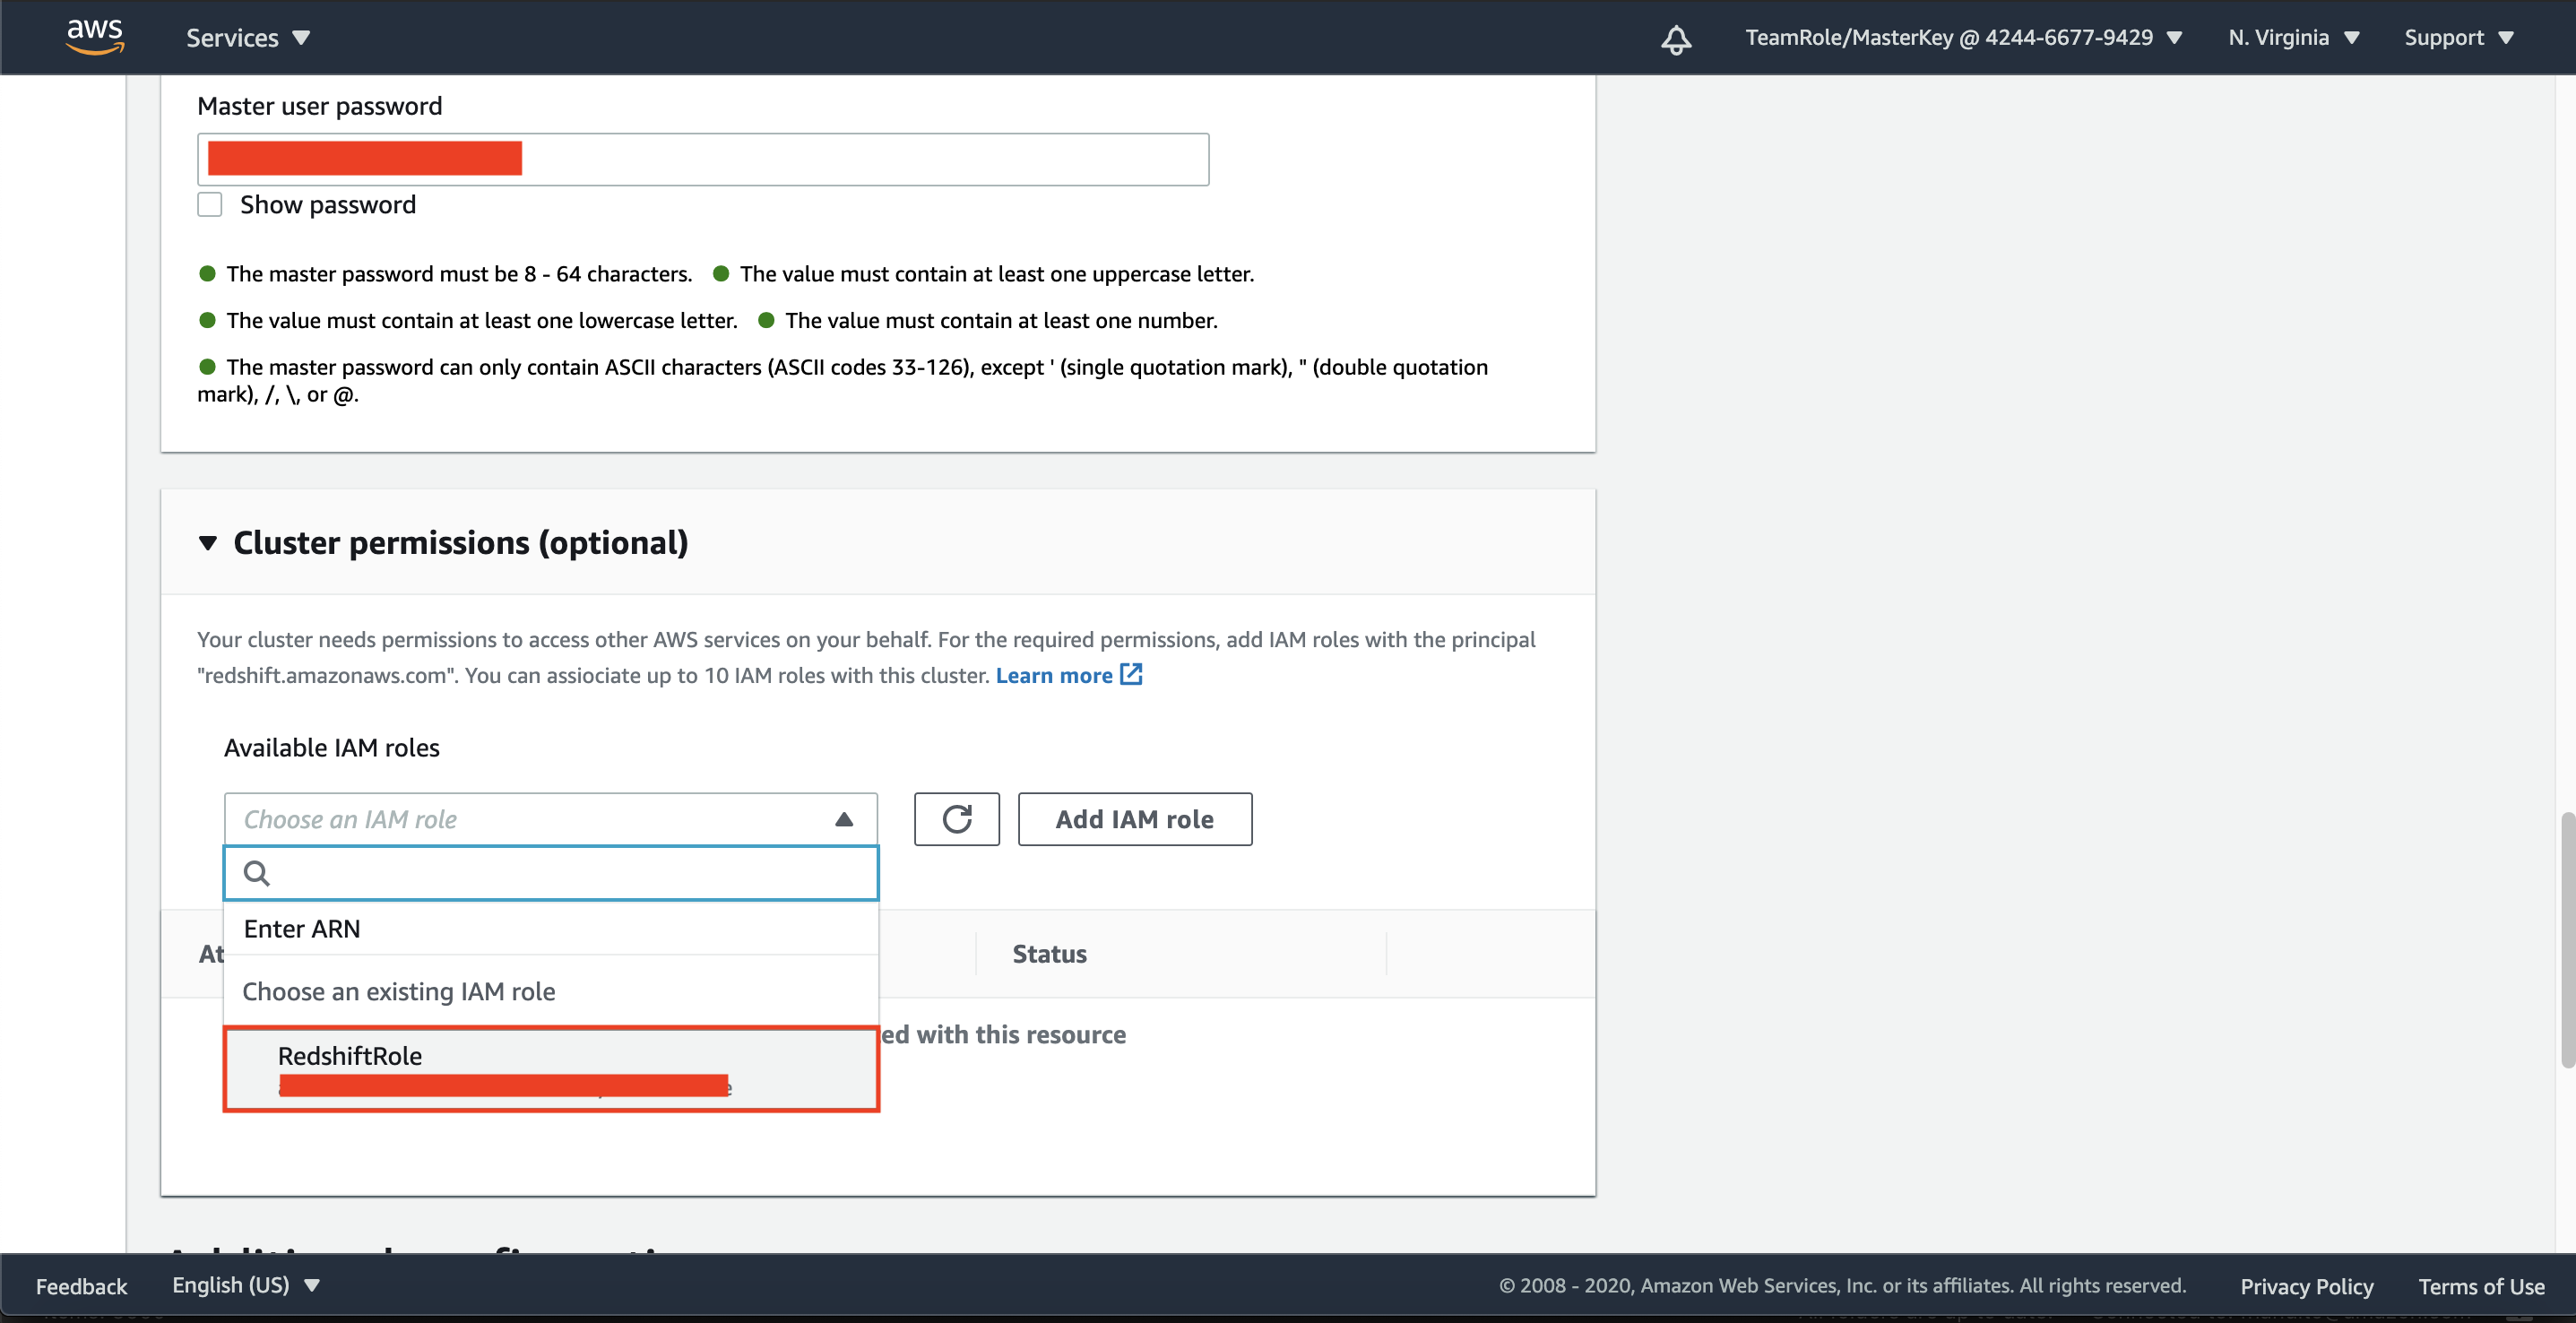 aws
Services
TeamRole/MasterKey @ 4244-6677-9429
N. Virginia
Support
Master user password
Show password
The master password must be 8 - 64 characters. The value must contain at least one uppercase letter.
The value must contain at least one lowercase letter. The value must contain at least one number.
The master password can only contain ASCII characters (ASCII codes 33-126), except ' (single quotation mark), " (double quotation
mark), /, \, or @.
Cluster permissions (optional)
Your cluster needs permissions to access other AWS services on your behalf. For the required permissions, add IAM roles with the principal
"redshift.amazonaws.com". You can assiociate up to 10 IAM roles with this cluster. Learn more
Available IAM roles
Choose an IAM role
Add IAM role
Enter ARN
At
Status
Choose an existing IAM role
ed with this resource
RedshiftRole
Feedback
English (US)
© 2008 - 2020, Amazon Web Services, Inc. or its affiliates. All rights reserved.
Privacy Policy
Terms of Use